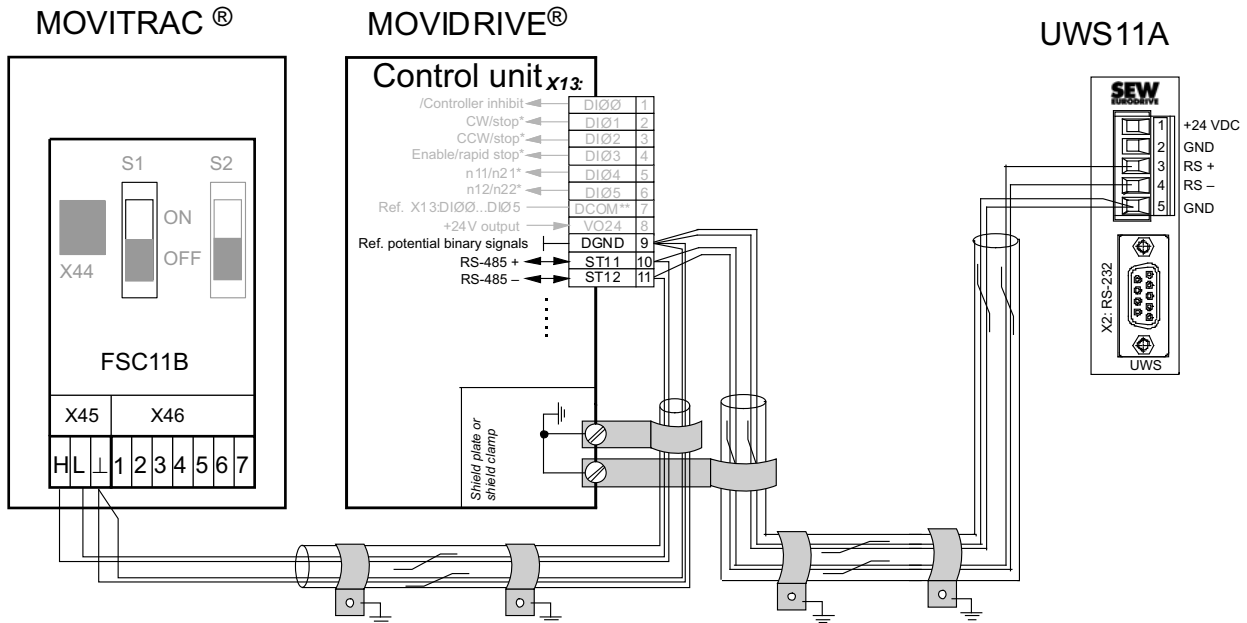 MOVITRAC ®
MOVIDRIVE®
UWS11A
Control unit X13:
/Controller inhibit DIØØ 1
CW/stop* DIØ1 2
CCW/stop* DIØ2 3
Enable/rapid stop* DIØ3 4
n11/n21* DIØ4 5
n12/n22* DIØ5 6
Ref. X13:DIØØ...DIØ5 DCOM** 7
+24V output VO24 8
Ref. potential binary signals DGND 9
RS-485 + ST11 10
RS-485 – ST12 11
S1 S2
ON
OFF
X44
FSC11B
X45 X46
H L ⊥ 1 2 3 4 5 6 7
Shield plate or
shield clamp
SEW
EURODRIVE
1 +24 VDC
2 GND
3 RS +
4 RS –
5 GND
X2: RS-232
UWS